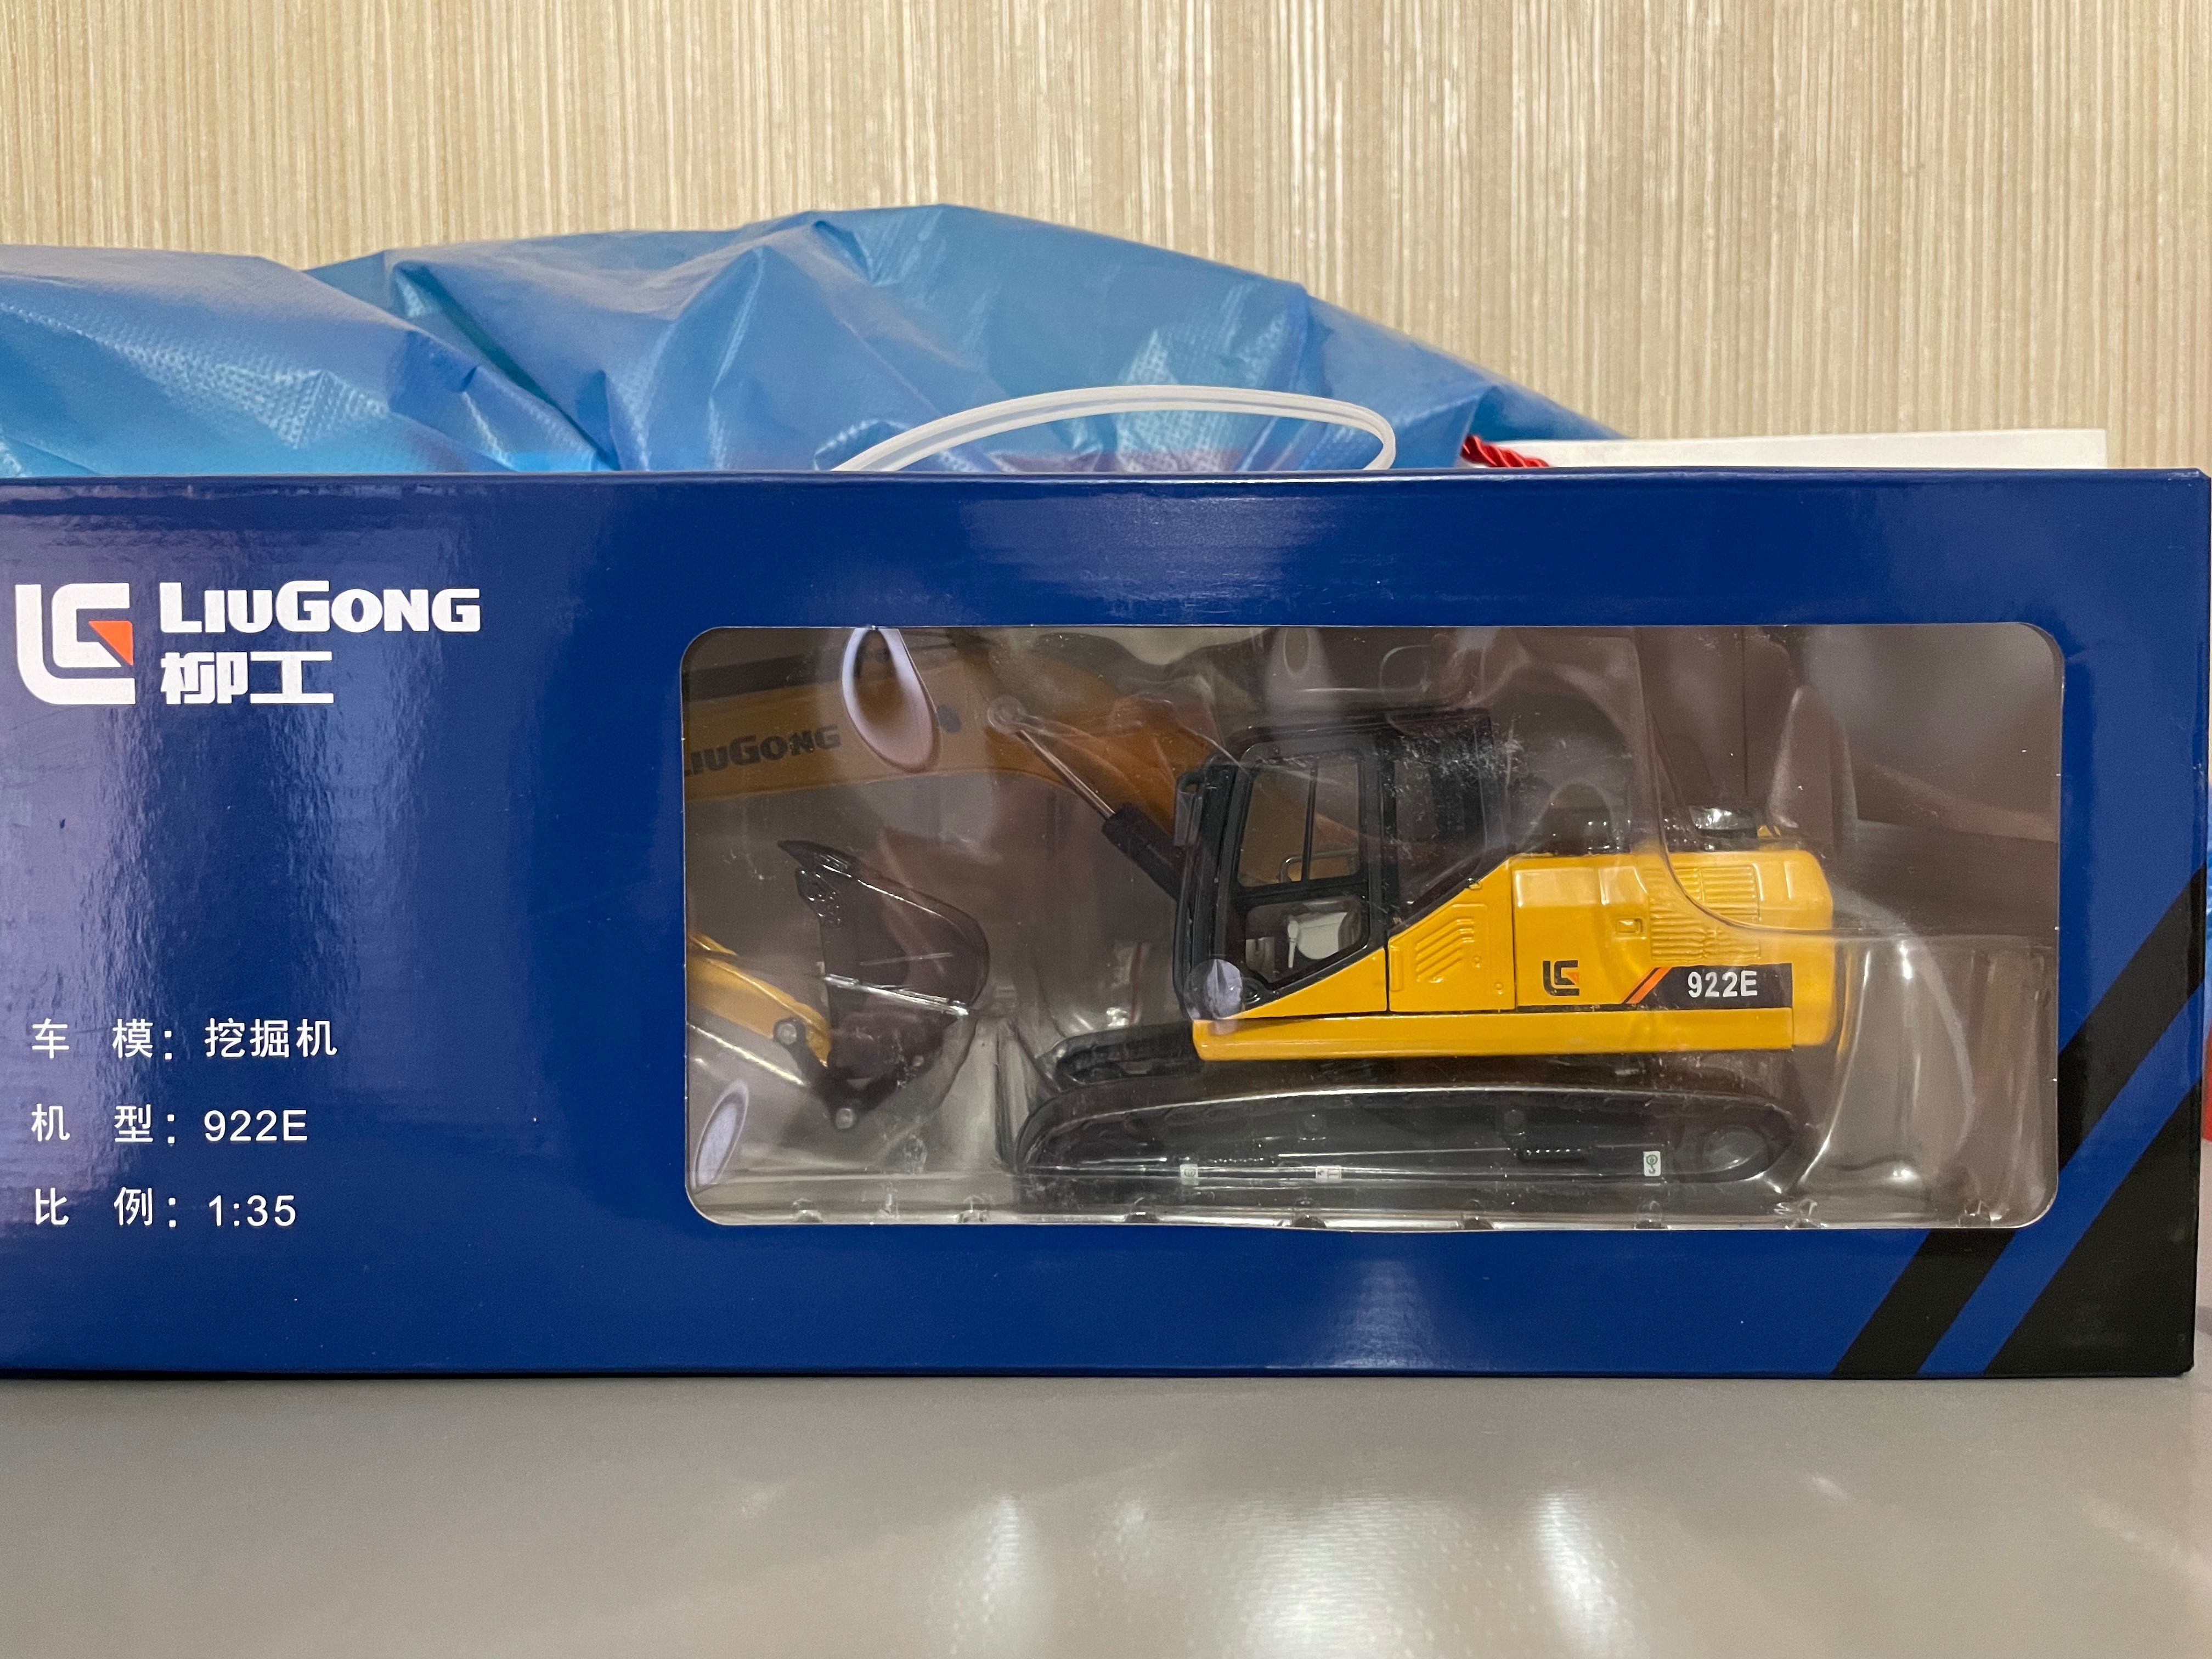 LIUGONG
柳工
LIUGONG
922E
车 模：挖掘机
机 型：922E
比 例：1:35